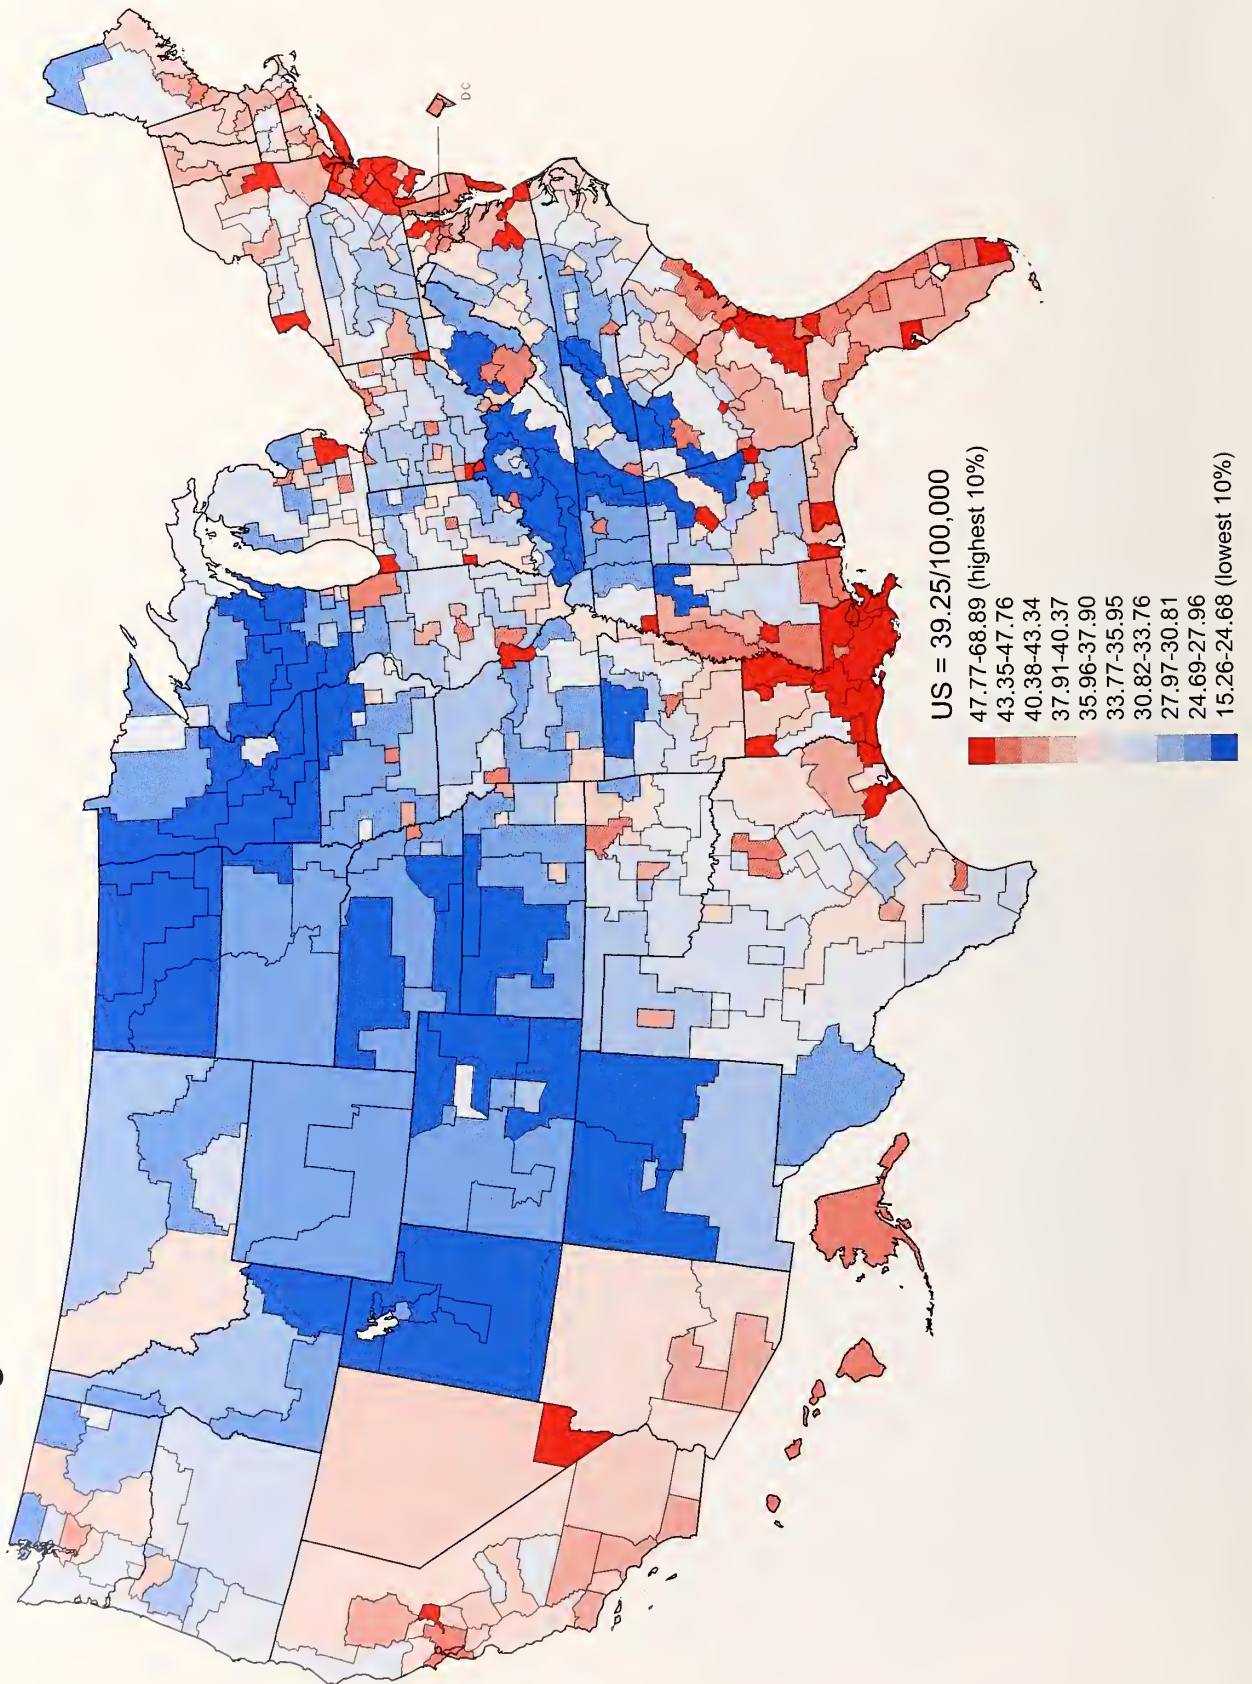 DC
US = 39.25/100,000
47.77-68.89 (highest 10%)
43.35-47.76
40.38-43.34
37.91-40.37
35.96-37.90
33.77-35.95
30.82-33.76
27.97-30.81
24.69-27.96
15.26-24.68 (lowest 10%)